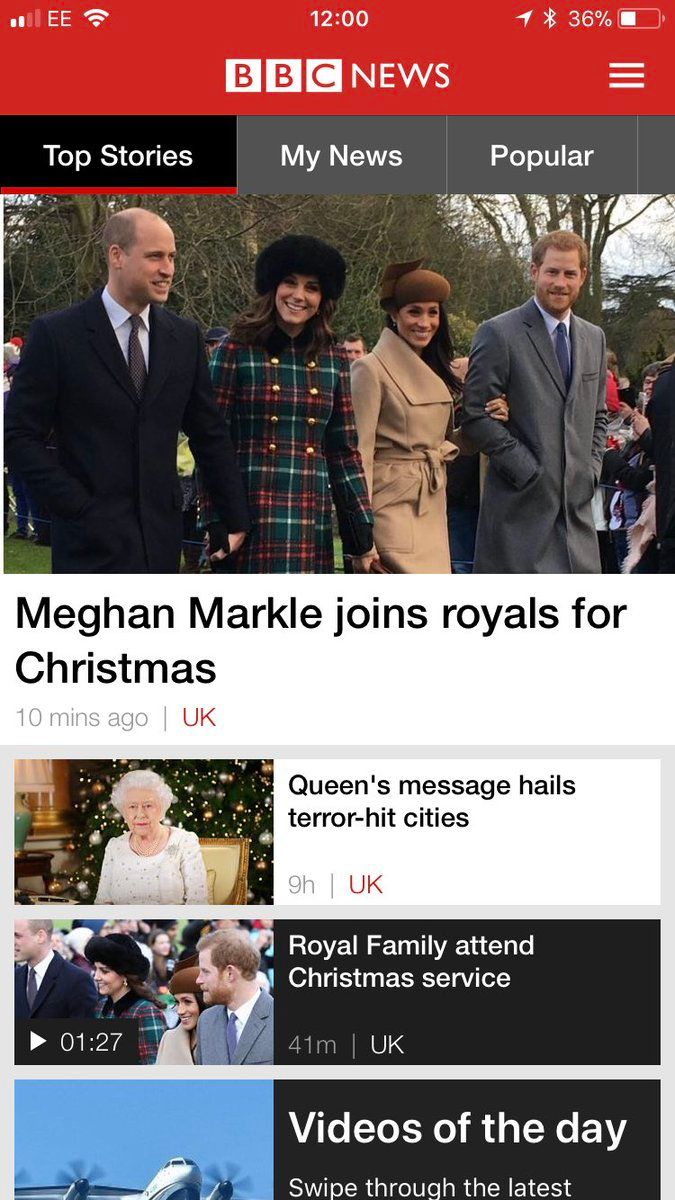 EE 12:00 36%
BBC NEWS
Top Stories My News Popular
Meghan Markle joins royals for
Christmas
10 mins ago | UK
Queen's message hails
terror-hit cities
9h | UK
Royal Family attend
Christmas service
01:27
41m | UK
Videos of the day
Swipe through the latest